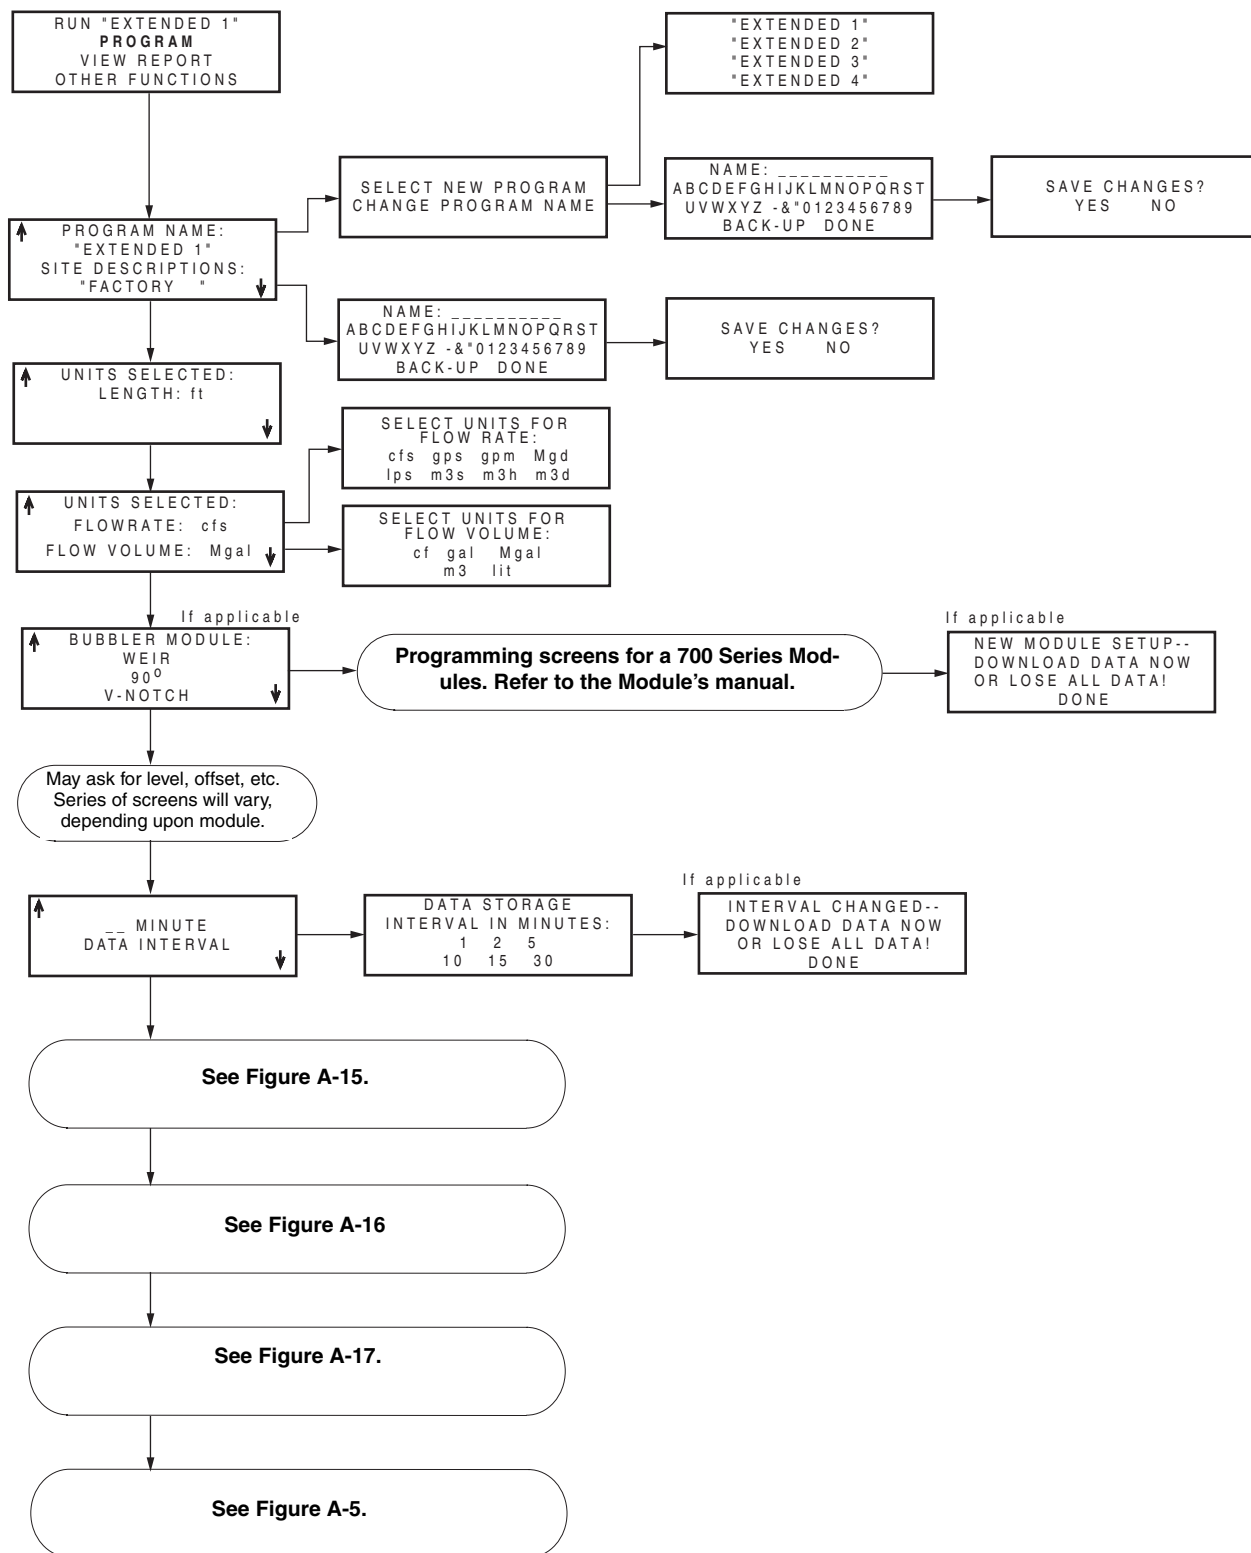 RUN "EXTENDED 1"
PROGRAM
VIEW REPORT
OTHER FUNCTIONS
"EXTENDED 1"
"EXTENDED 2"
"EXTENDED 3"
"EXTENDED 4"
SELECT NEW PROGRAM
CHANGE PROGRAM NAME
NAME: __________
ABCDEFGHIJKLMNOPQRST
UVWXYZ -&"0123456789
BACK-UP DONE
SAVE CHANGES?
YES NO
PROGRAM NAME:
"EXTENDED 1"
SITE DESCRIPTIONS:
"FACTORY "
NAME: __________
ABCDEFGHIJKLMNOPQRST
UVWXYZ -&"0123456789
BACK-UP DONE
SAVE CHANGES?
YES NO
UNITS SELECTED:
LENGTH: ft
SELECT UNITS FOR
FLOW RATE:
cfs gps gpm Mgd
lps m3s m3h m3d
UNITS SELECTED:
FLOWRATE: cfs
FLOW VOLUME: Mgal
SELECT UNITS FOR
FLOW VOLUME:
cf gal Mgal
m3 lit
If applicable
BUBBLER MODULE:
WEIR
90º
V-NOTCH
Programming screens for a 700 Series Mod-
ules. Refer to the Module’s manual.
If applicable
NEW MODULE SETUP--
DOWNLOAD DATA NOW
OR LOSE ALL DATA!
DONE
May ask for level, offset, etc.
Series of screens will vary,
depending upon module.
__ MINUTE
DATA INTERVAL
DATA STORAGE
INTERVAL IN MINUTES:
1 2 5
10 15 30
If applicable
INTERVAL CHANGED--
DOWNLOAD DATA NOW
OR LOSE ALL DATA!
DONE
See Figure A-15.
See Figure A-16
See Figure A-17.
See Figure A-5.